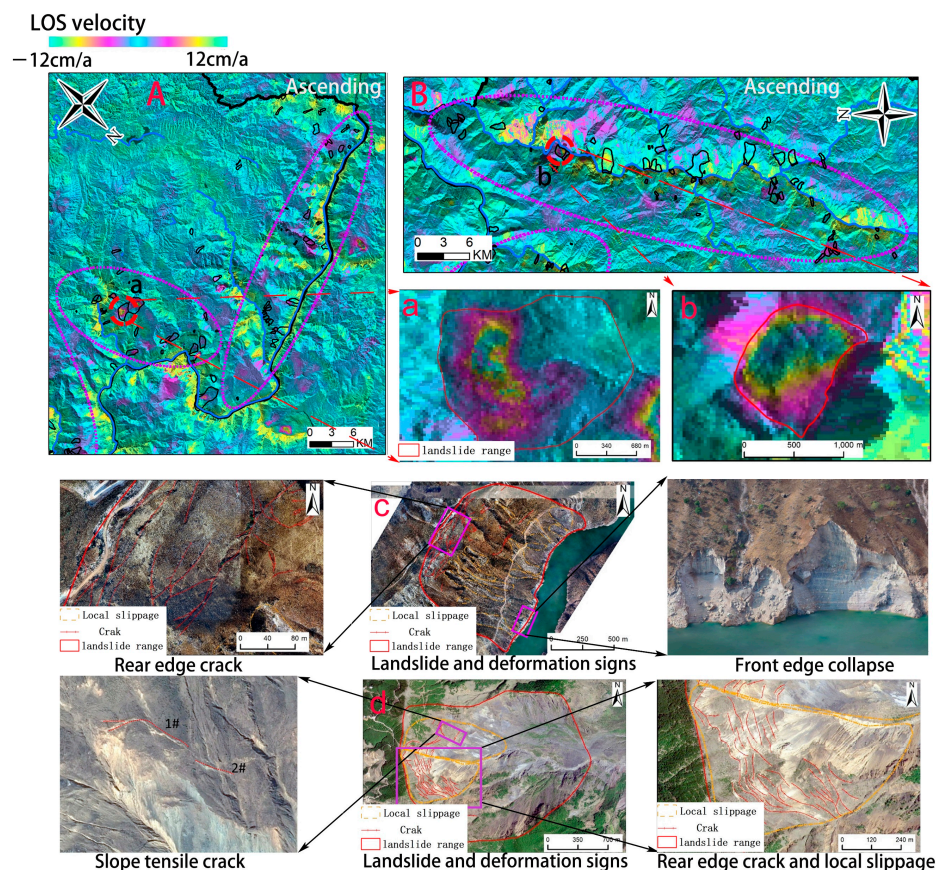 LOS velocity
−12cm/a 12cm/a
A
Ascending
N
a
0 3 6
KM
B
Ascending
N
b
0 3 6
KM
a
N
landslide range
0 340 680 m
b
N
0 500 1,000 m
N
Local slippage
Crak
landslide range
0 40 80 m
Rear edge crack
c
N
Local slippage
Crak
landslide range
0 250 500 m
Landslide and deformation signs
Front edge collapse
1#
2#
Slope tensile crack
d
N
Local slippage
Crak
landslide range
0 350 700 m
Landslide and deformation signs
N
Local slippage
Crak
landslide range
0 120 240 m
Rear edge crack and local slippage